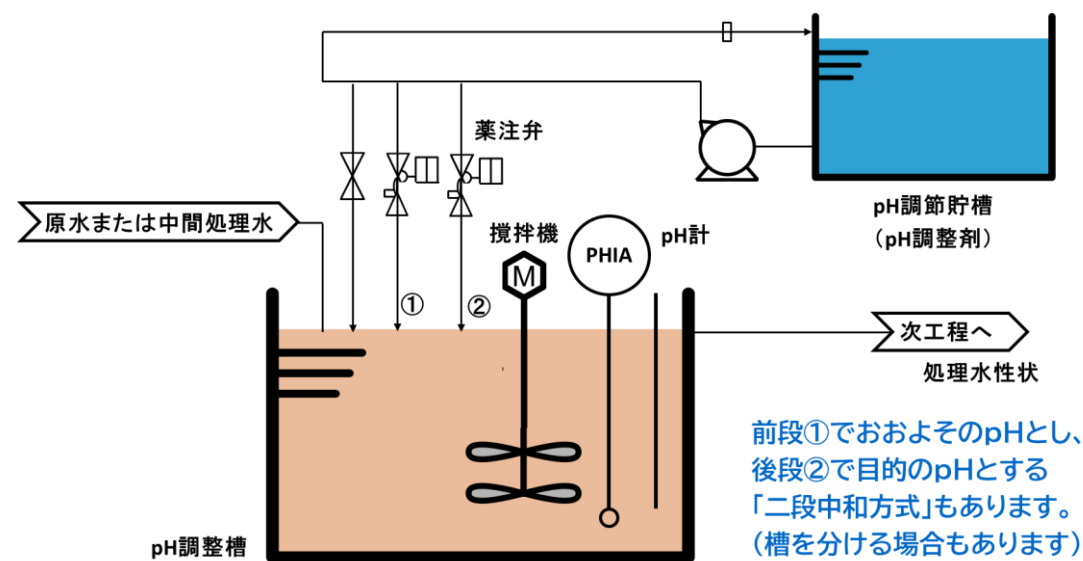 薬注弁
pH調節貯槽
（pH調整剤）
原水または中間処理水
撹拌機
PHIA
pH計
M
①
②
次工程へ
処理水性状
前段①でおおよそのpHとし、
後段②で目的のpHとする
「二段中和方式」もあります。
（槽を分ける場合もあります）
pH調整槽